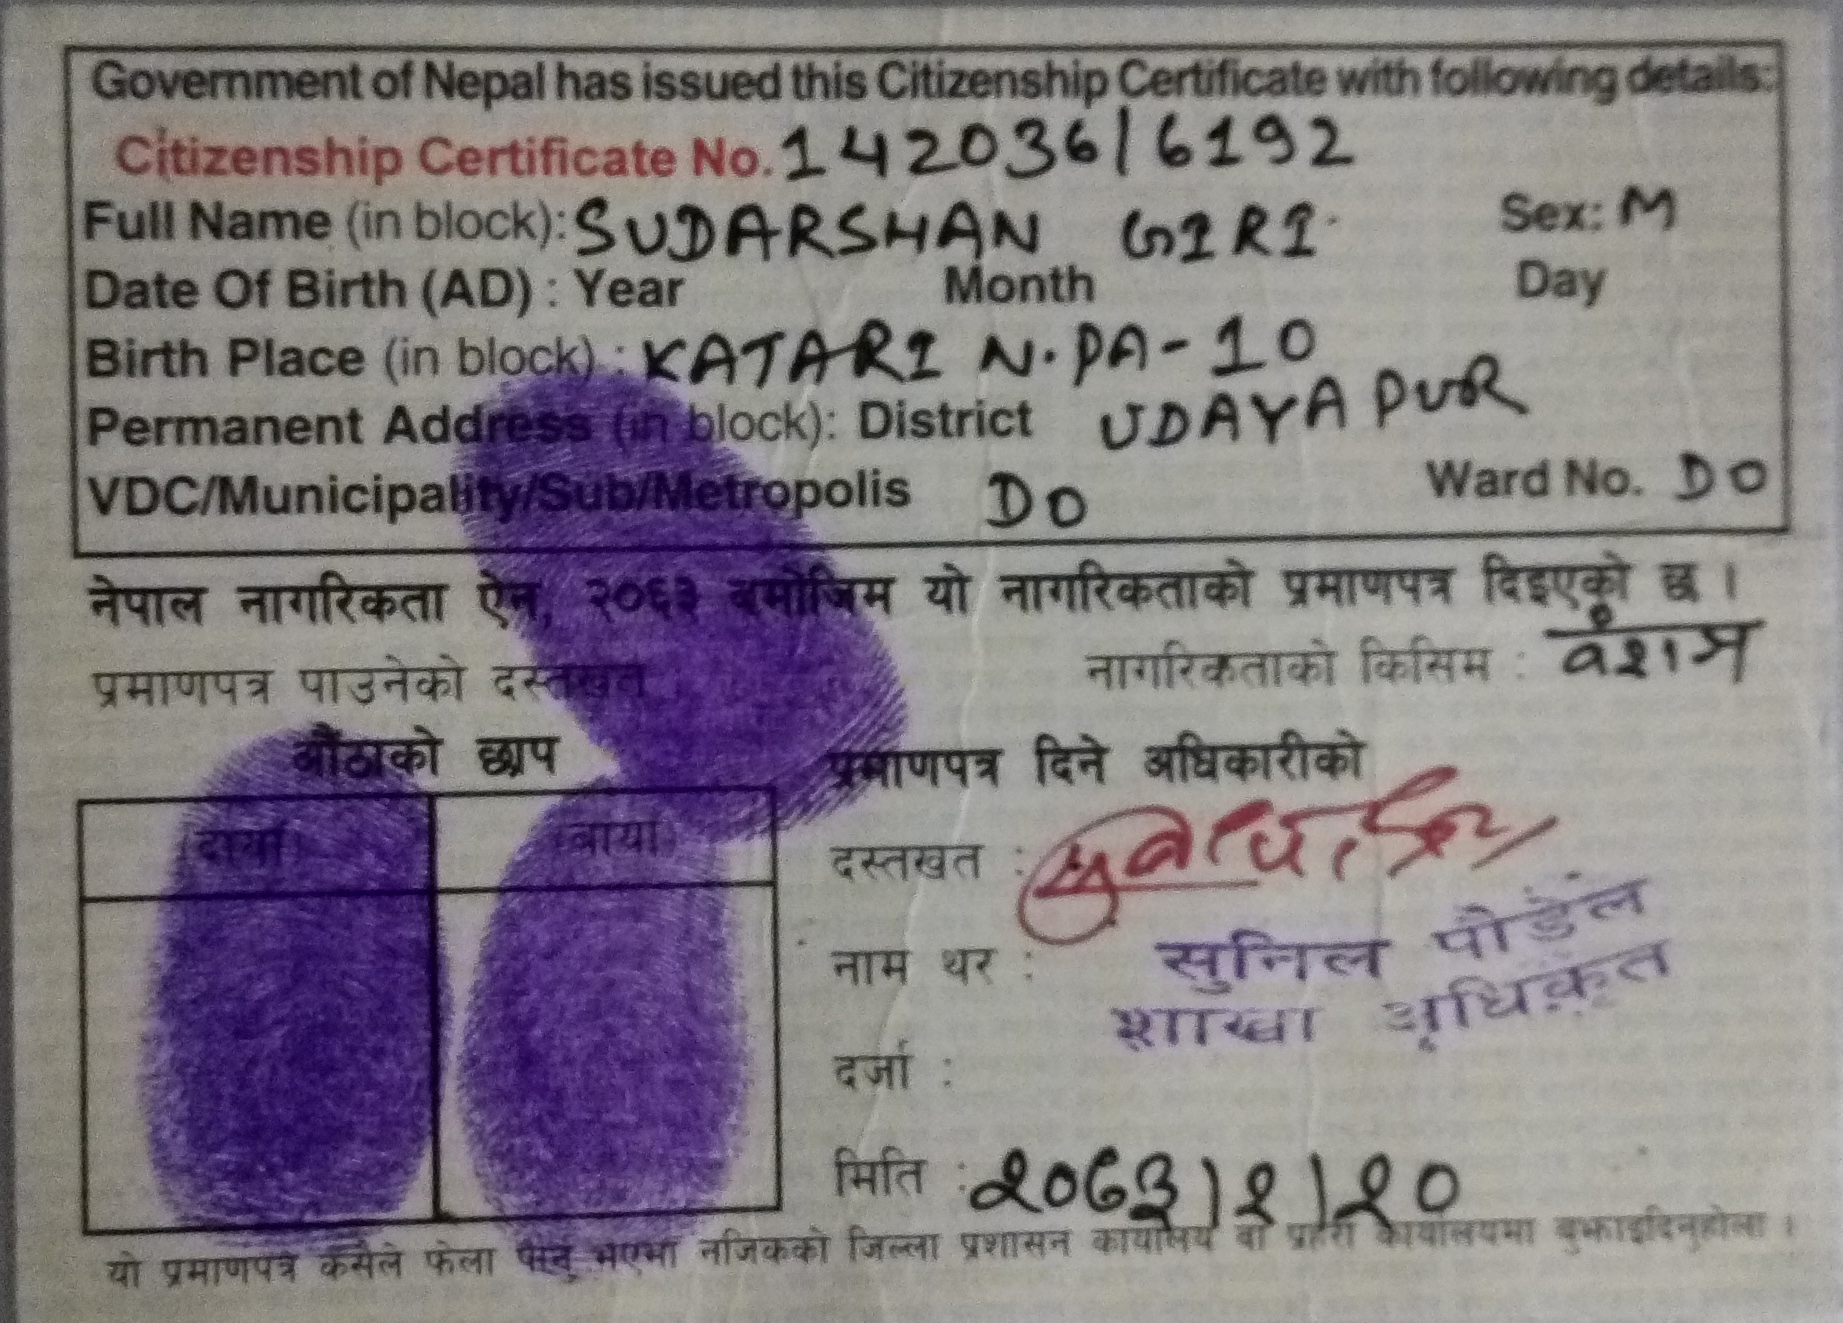 Government of Nepal has issued this Citizenship Certificate with following details:
Citizenship Certificate No. 142036/6192
Full Name (in block): SUDARSHAN GIRI Sex: M
Date Of Birth (AD) : Year Month Day
Birth Place (in block) : KATARI N.PA-10
Permanent Address (in block): District UDAYAPUR
VDC/Municipality/Sub/Metropolis DO Ward No. DO
नेपाल नागरिकता ऐन, २०६३ बमोजिम यो नागरिकताको प्रमाणपत्र दिइएको छ ।
प्रमाणपत्र पाउनेको दस्तखत नागरिकताको किसिम : वंशज
औंठाको छाप प्रमाणपत्र दिने अधिकारीको
दायाँ बायाँ
दस्तखत :
नाम थर : सुनिल पौडेल
शाखा अधिकृत
दर्जा :
मिति : २०६३।२।२०
यो प्रमाणपत्र कसैले फेला पारेमा नजिकको जिल्ला प्रशासन कार्यालय वा प्रहरी कार्यालयमा बुझाइदिनुहोला ।